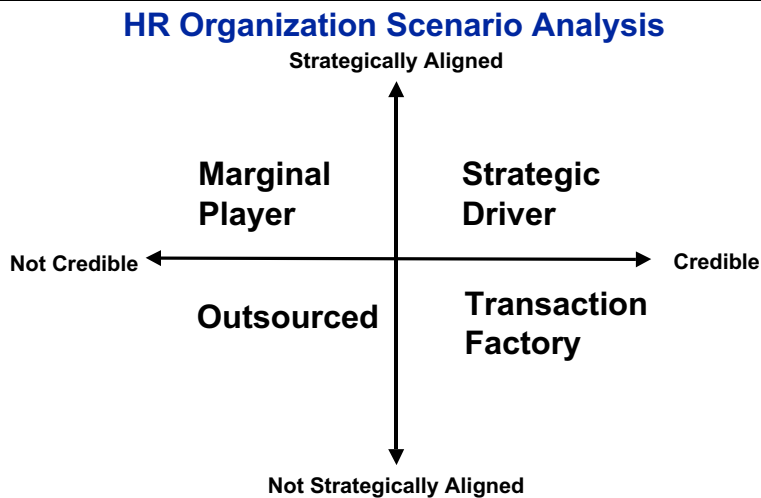 HR Organization Scenario Analysis
Strategically Aligned
Marginal
Player
Strategic
Driver
Not Credible
Credible
Outsourced
Transaction
Factory
Not Strategically Aligned